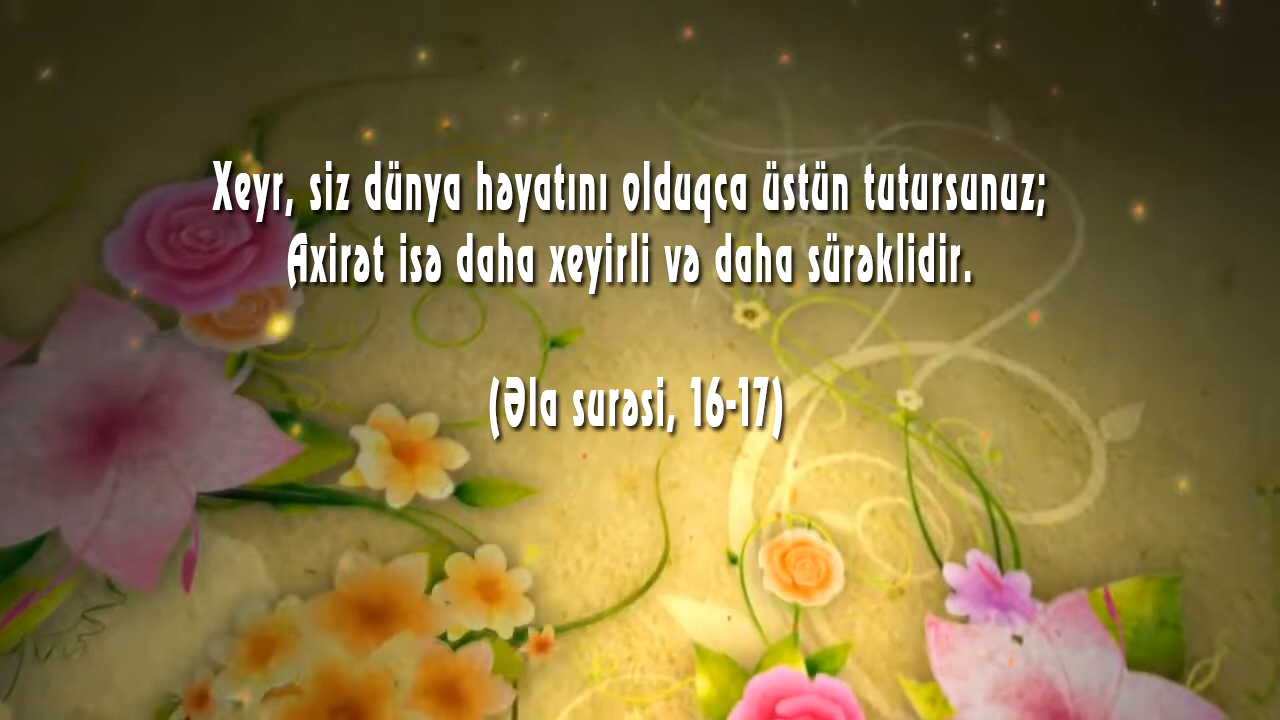 Xeyr, siz dünya həyatını olduqca üstün tutursunuz;
Axirət isə daha xeyirli və daha sürəklidir.
(Əla surəsi, 16-17)